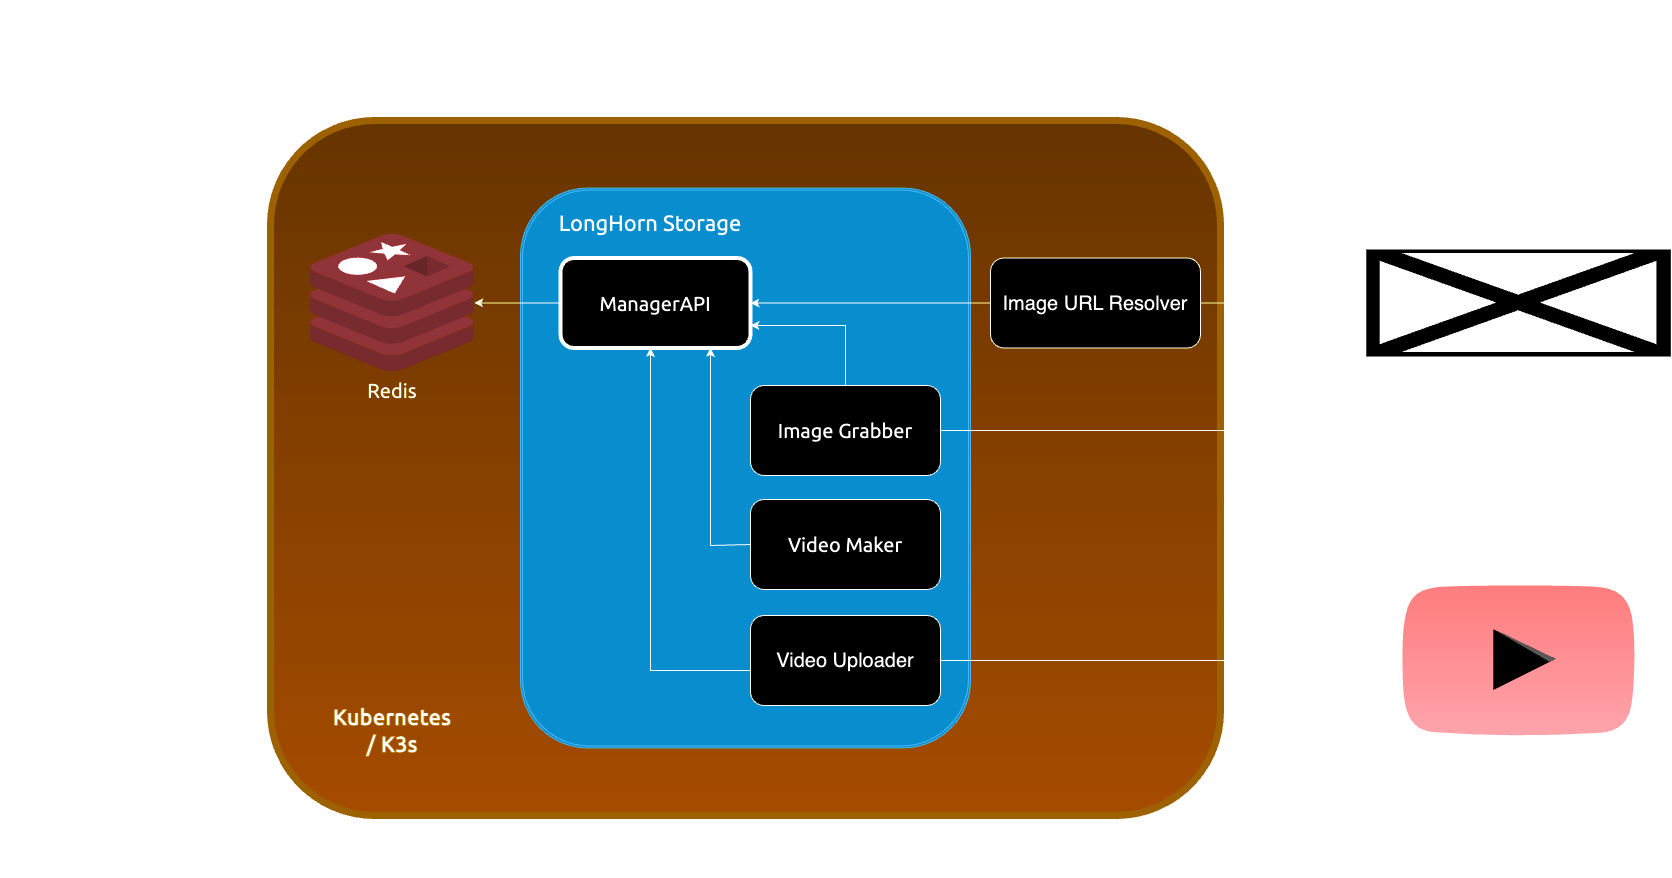 LongHorn Storage
ManagerAPI
Image URL Resolver
Redis
Image Grabber
Video Maker
Video Uploader
Kubernetes
/ K3s